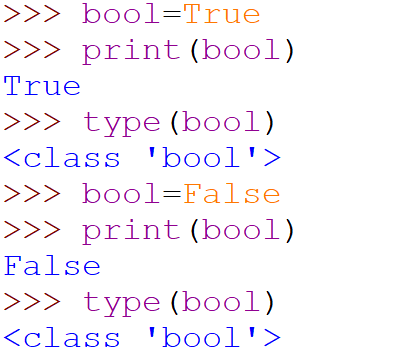 >>> bool=True
>>> print(bool)
True
>>> type(bool)
<class 'bool'>
>>> bool=False
>>> print(bool)
False
>>> type(bool)
<class 'bool'>